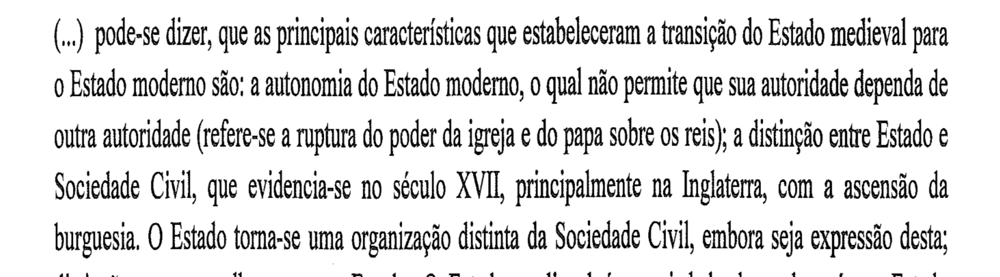 (...) pode-se dizer, que as principais características que estabeleceram a transição do Estado medieval para
o Estado moderno são: a autonomia do Estado moderno, o qual não permite que sua autoridade dependa de
outra autoridade (refere-se a ruptura do poder da igreja e do papa sobre os reis); a distinção entre Estado e
Sociedade Civil, que evidencia-se no século XVII, principalmente na Inglaterra, com a ascensão da
burguesia. O Estado torna-se uma organização distinta da Sociedade Civil, embora seja expressão desta;